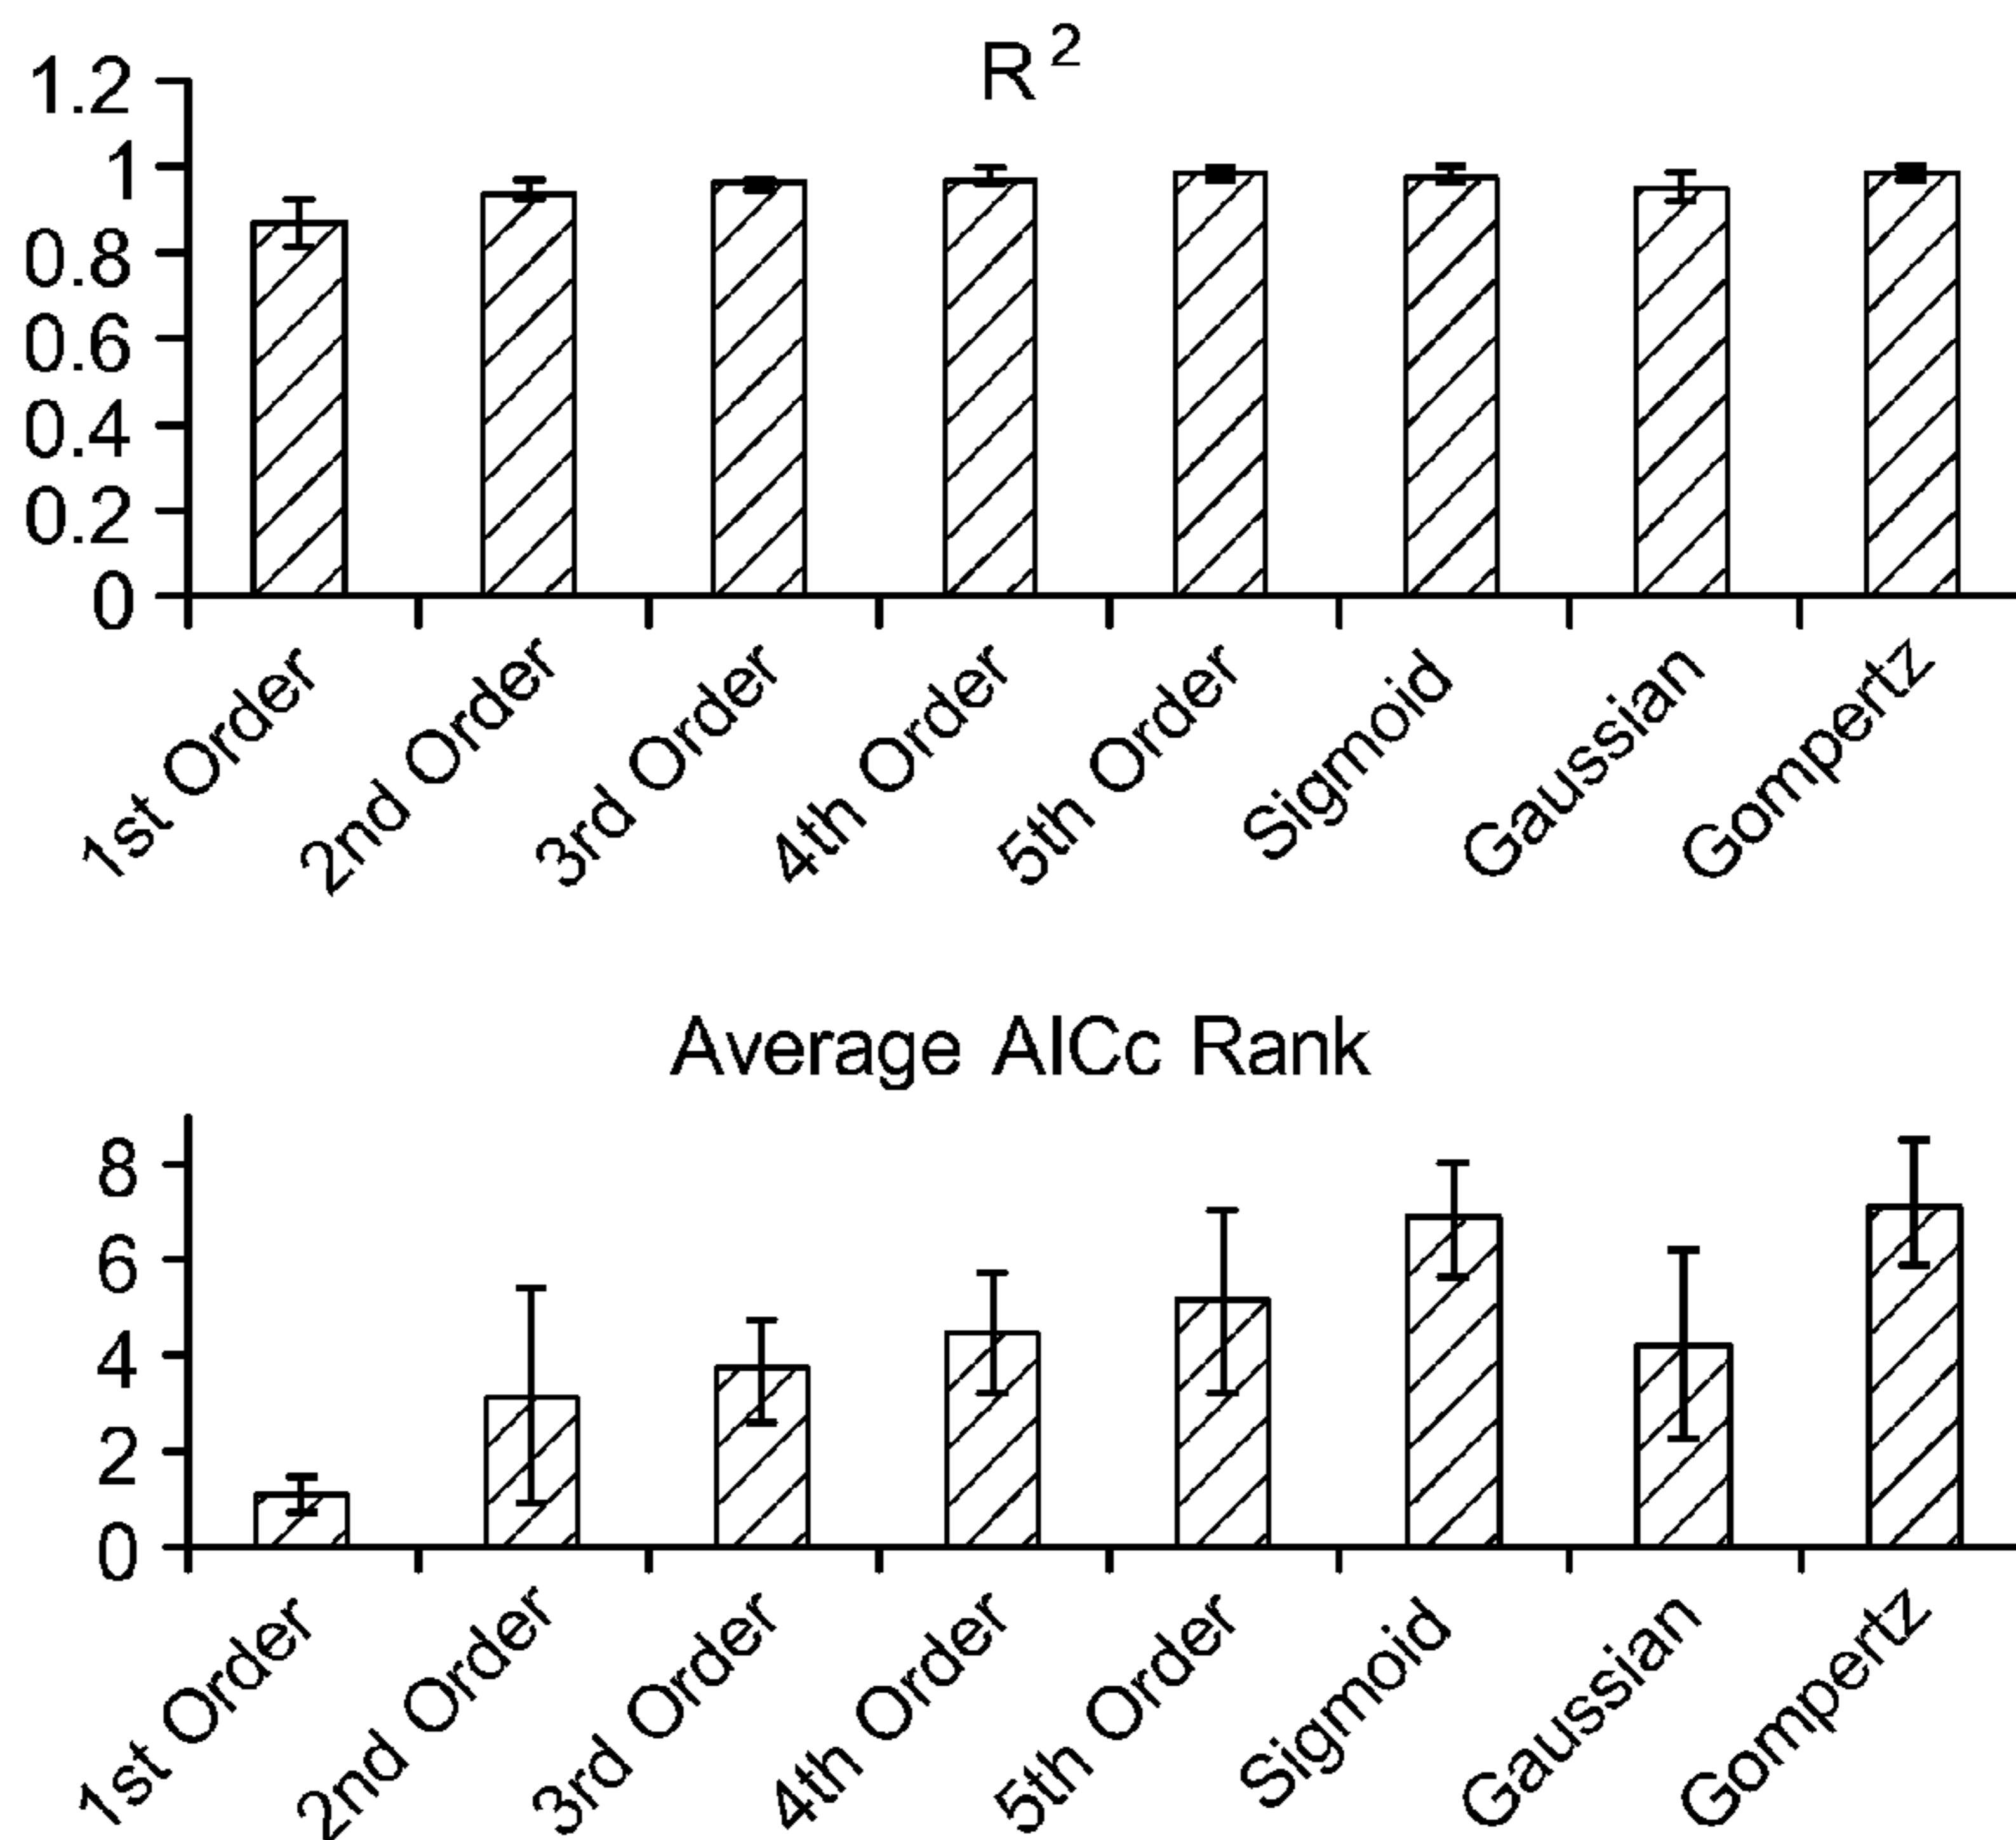 R²
1.2
1
0.8
0.6
0.4
0.2
0
1st Order
2nd Order
3rd Order
4th Order
5th Order
Sigmoid
Gaussian
Gompertz
Average AICc Rank
8
6
4
2
0
1st Order
2nd Order
3rd Order
4th Order
5th Order
Sigmoid
Gaussian
Gompertz